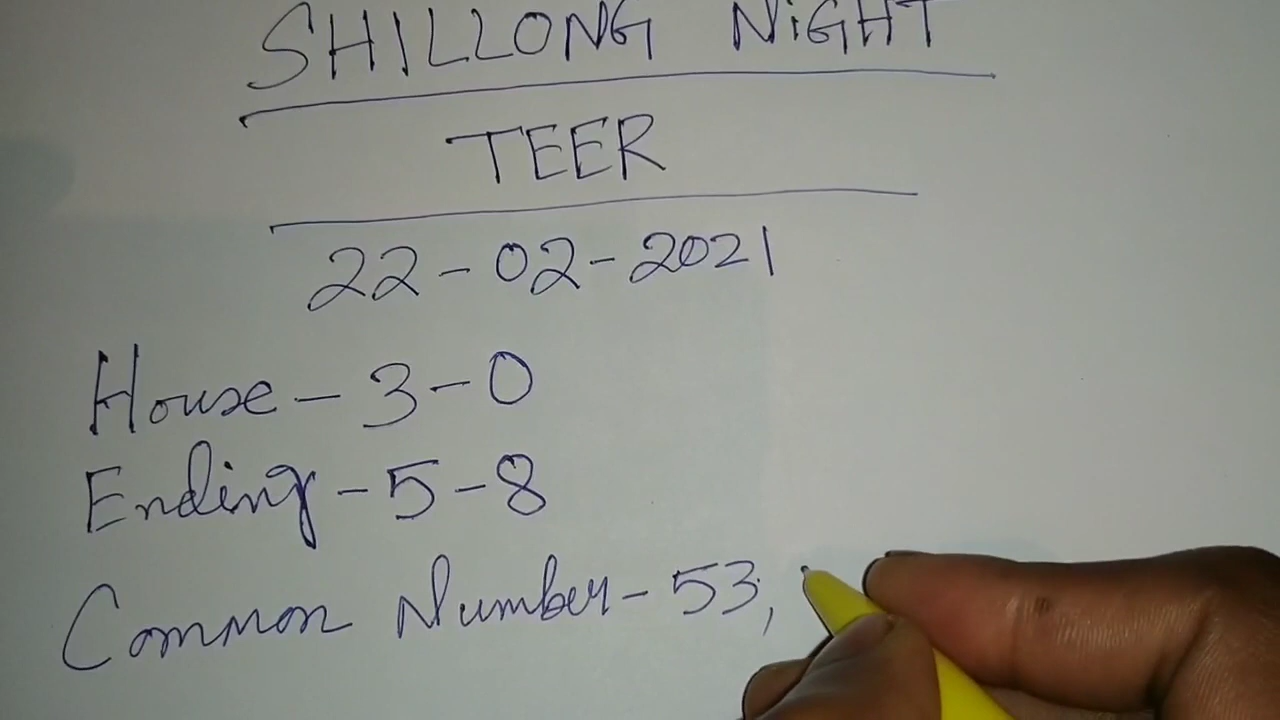 SHILLONG NiGHT
TEER
22-02-2021
House-3-0
Ending-5-8
Common Number-53,